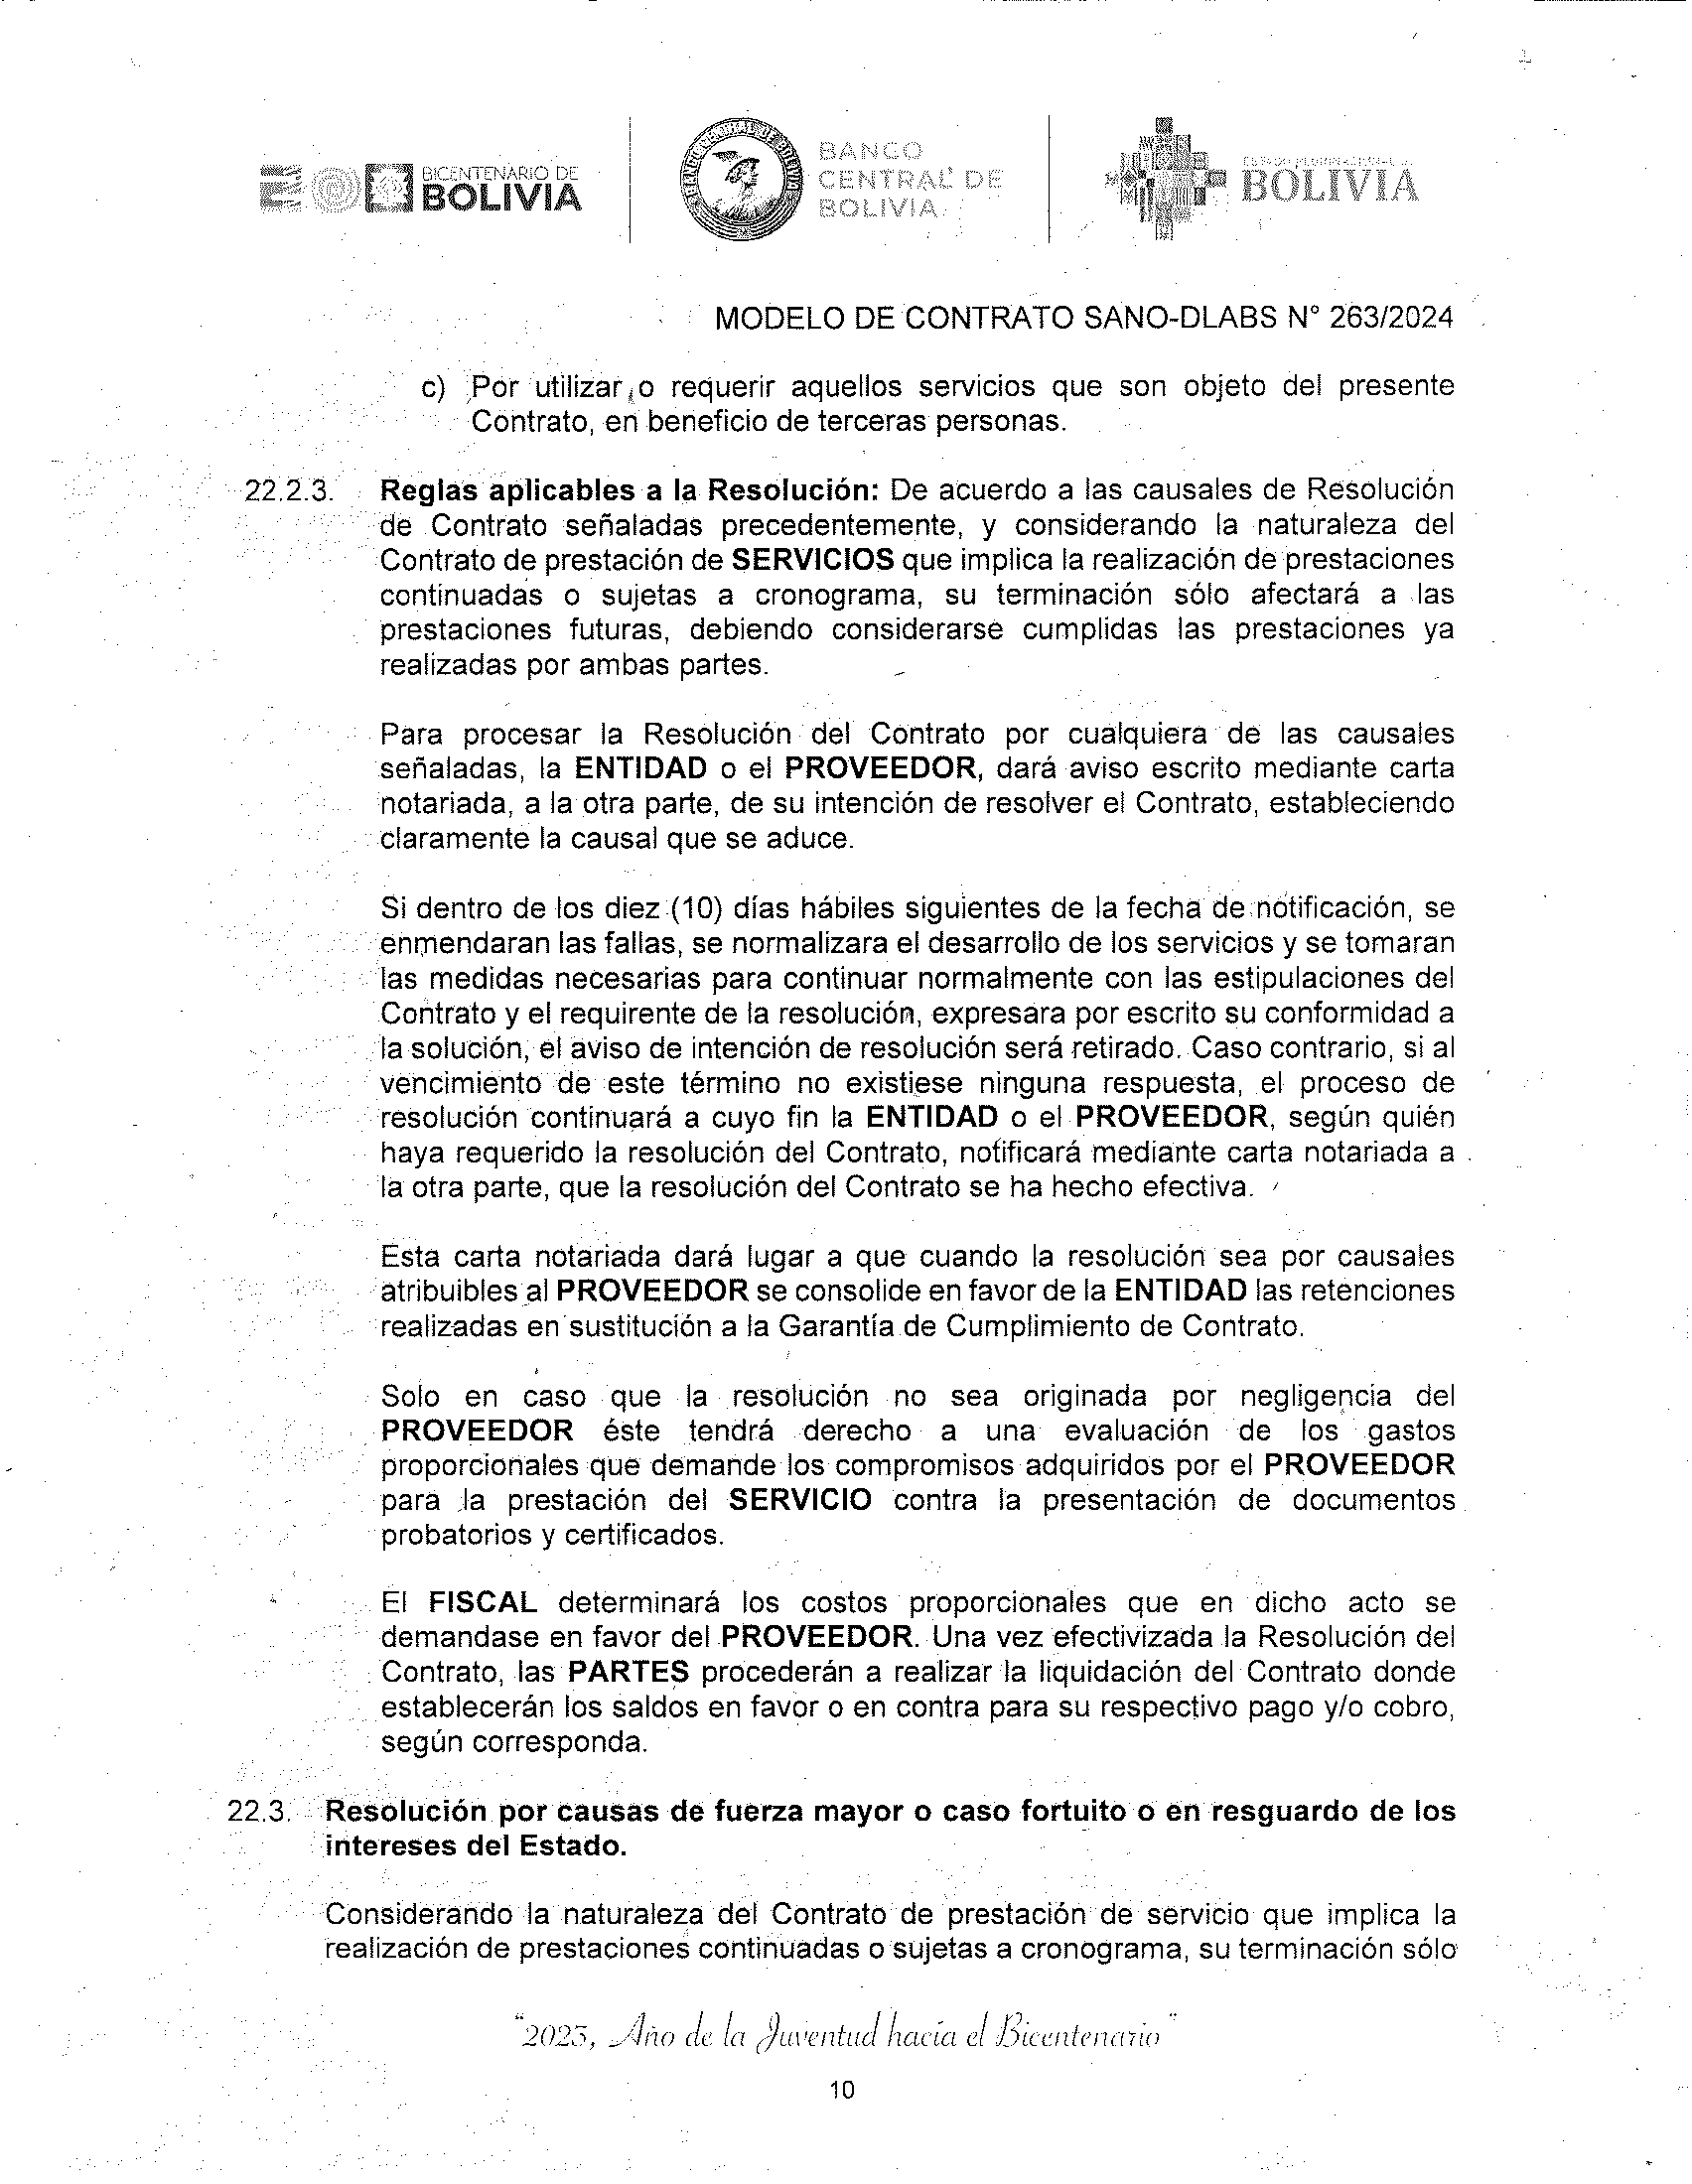 BICENTENARIO DE
BOLIVIA
BANCO
CENTRAL DE
BOLIVIA
BOLIVIA
MODELO DE CONTRATO SANO-DLABS N° 263/2024
c) Por utilizar o requerir aquellos servicios que son objeto del presente
Contrato, en beneficio de terceras personas.
22.2.3. Reglas aplicables a la Resolución: De acuerdo a las causales de Resolución
de Contrato señaladas precedentemente, y considerando la naturaleza del
Contrato de prestación de SERVICIOS que implica la realización de prestaciones
continuadas o sujetas a cronograma, su terminación sólo afectará a las
prestaciones futuras, debiendo considerarse cumplidas las prestaciones ya
realizadas por ambas partes.
Para procesar la Resolución del Contrato por cualquiera de las causales
señaladas, la ENTIDAD o el PROVEEDOR, dará aviso escrito mediante carta
notariada, a la otra parte, de su intención de resolver el Contrato, estableciendo
claramente la causal que se aduce.
Si dentro de los diez (10) días hábiles siguientes de la fecha de notificación, se
enmendaran las fallas, se normalizara el desarrollo de los servicios y se tomaran
las medidas necesarias para continuar normalmente con las estipulaciones del
Contrato y el requirente de la resolución, expresara por escrito su conformidad a
la solución, el aviso de intención de resolución será retirado. Caso contrario, si al
vencimiento de este término no existiese ninguna respuesta, el proceso de
resolución continuará a cuyo fin la ENTIDAD o el PROVEEDOR, según quién
haya requerido la resolución del Contrato, notificará mediante carta notariada a
la otra parte, que la resolución del Contrato se ha hecho efectiva.
Esta carta notariada dará lugar a que cuando la resolución sea por causales
atribuibles al PROVEEDOR se consolide en favor de la ENTIDAD las retenciones
realizadas en sustitución a la Garantía de Cumplimiento de Contrato.
Solo en caso que la resolución no sea originada por negligencia del
PROVEEDOR éste tendrá derecho a una evaluación de los gastos
proporcionales que demande los compromisos adquiridos por el PROVEEDOR
para la prestación del SERVICIO contra la presentación de documentos
probatorios y certificados.
El FISCAL determinará los costos proporcionales que en dicho acto se
demandase en favor del PROVEEDOR. Una vez efectivizada la Resolución del
Contrato, las PARTES procederán a realizar la liquidación del Contrato donde
establecerán los saldos en favor o en contra para su respectivo pago y/o cobro,
según corresponda.
22.3. Resolución por causas de fuerza mayor o caso fortuito o en resguardo de los
intereses del Estado.
Considerando la naturaleza del Contrato de prestación de servicio que implica la
realización de prestaciones continuadas o sujetas a cronograma, su terminación sólo
"2023, Año de la Juventud hacia el Bicentenario"
10